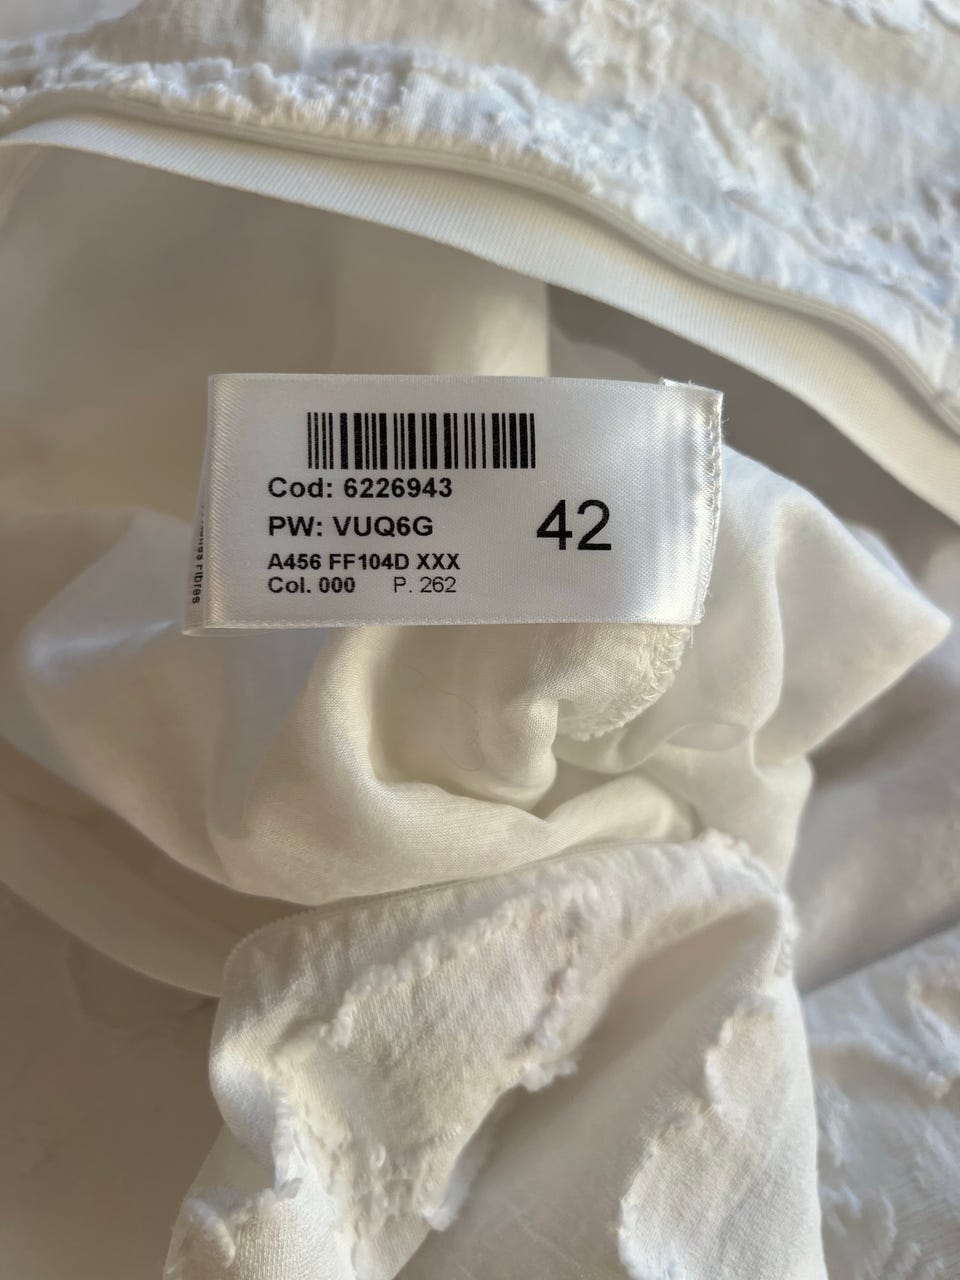 Cod: 6226943
PW: VUQ6G
42
A456 FF104D XXX
Col. 000 P. 262